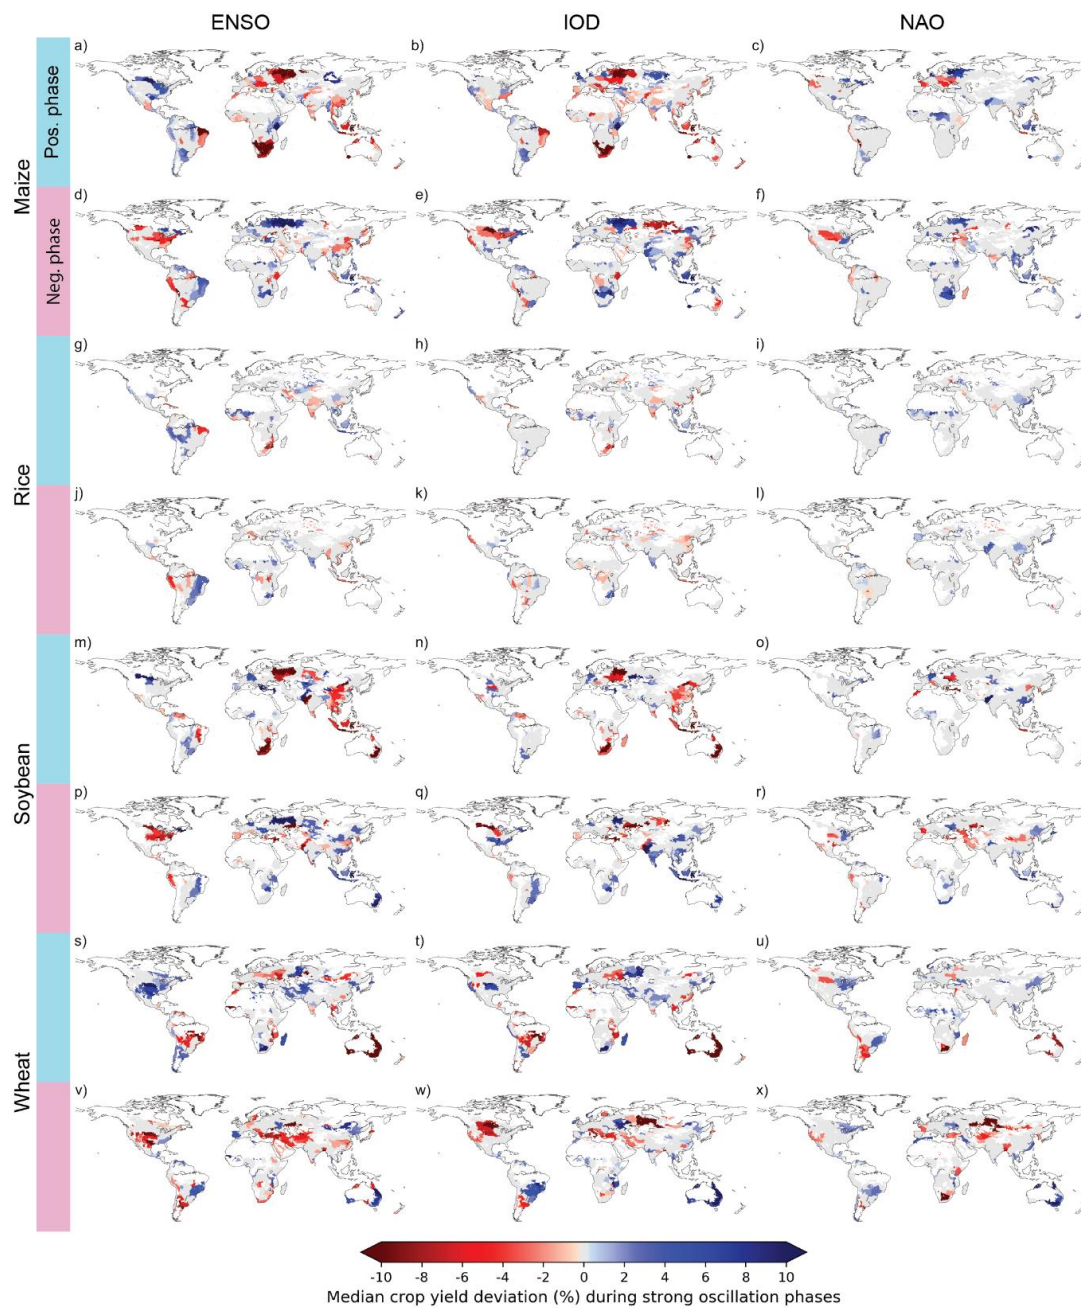 ENSO IOD NAO
a) b) c)
Maize
Pos. phase
d) e) f)
Neg. phase
g) h) i)
Rice
j) k) l)
m) n) o)
Soybean
p) q) r)
s) t) u)
Wheat
v) w) x)
-10 -8 -6 -4 -2 0 2 4 6 8 10
Median crop yield deviation (%) during strong oscillation phases